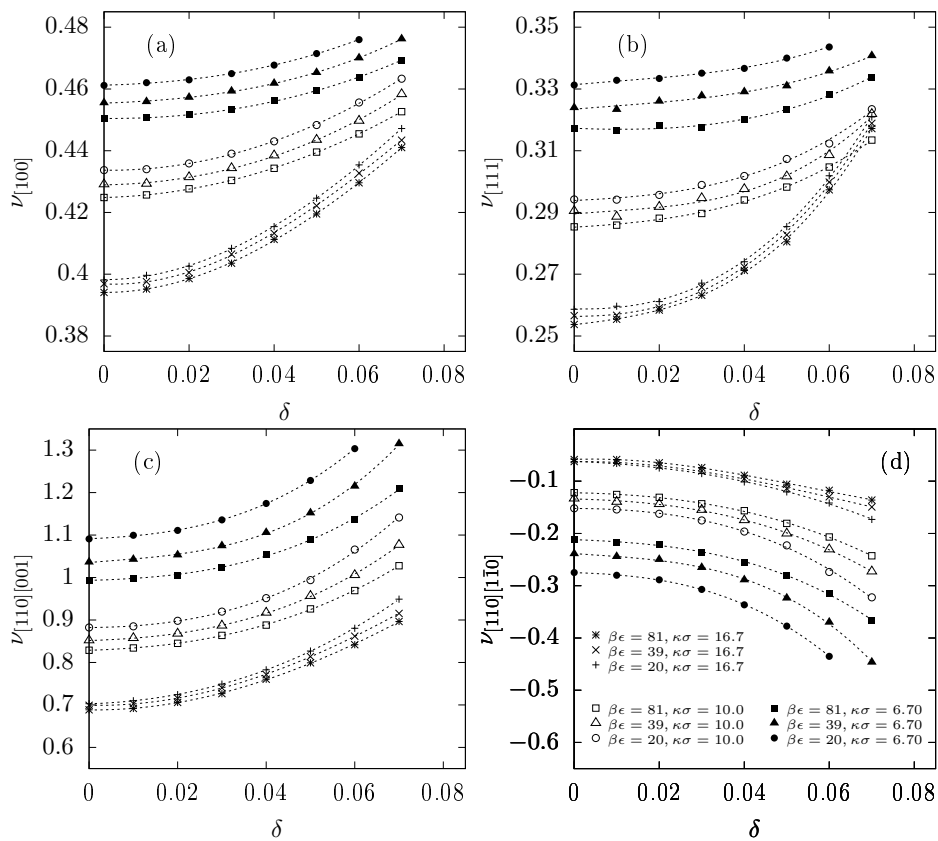 0.48
0.46
0.44
0.42
0.4
0.38
ν[100]
(a)
0 0.02 0.04 0.06 0.08
δ
0.35
0.33
0.31
0.29
0.27
0.25
ν[111]
(b)
0 0.02 0.04 0.06 0.08
δ
1.3
1.2
1.1
1
0.9
0.8
0.7
0.6
ν[110][001]
(c)
0 0.02 0.04 0.06 0.08
δ
−0.1
−0.2
−0.3
−0.4
−0.5
−0.6
ν[110][11̄0]
(d)
βϵ = 81, κσ = 16.7
βϵ = 39, κσ = 16.7
βϵ = 20, κσ = 16.7
βϵ = 81, κσ = 10.0
βϵ = 39, κσ = 10.0
βϵ = 20, κσ = 10.0
βϵ = 81, κσ = 6.70
βϵ = 39, κσ = 6.70
βϵ = 20, κσ = 6.70
0 0.02 0.04 0.06 0.08
δ